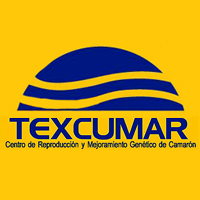 TEXCUMAR
Centro de Reproducción y Mejoramiento Genético de Camarón